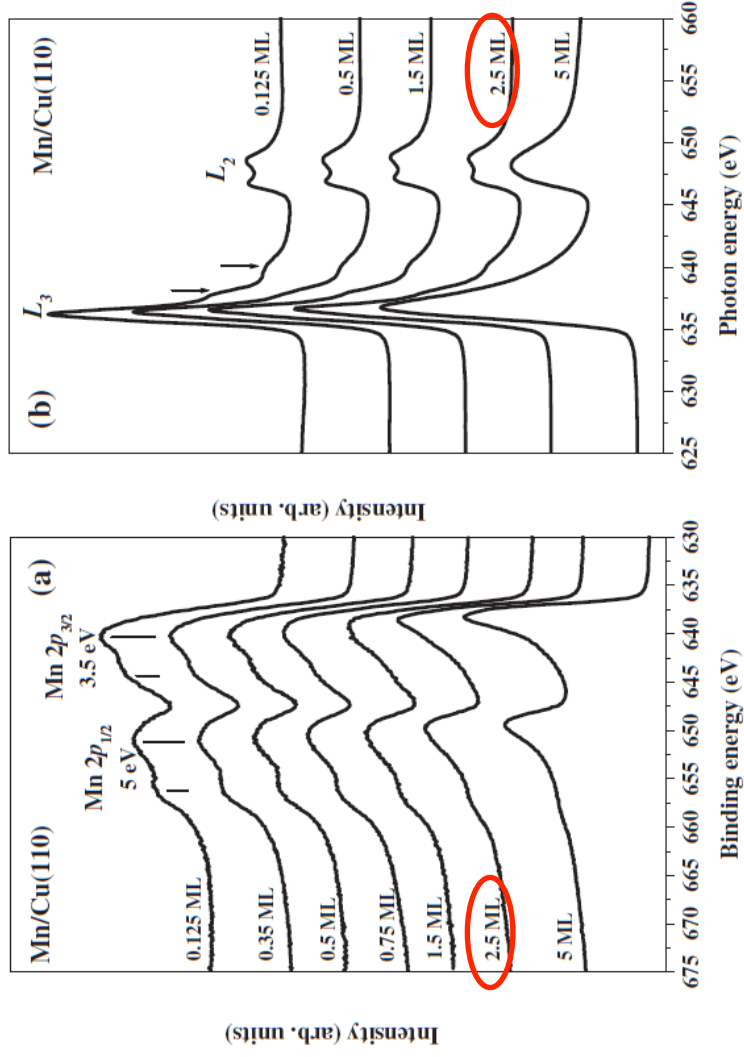 Mn/Cu(110)
(a)
Mn 2p1/2
5 eV
Mn 2p3/2
3.5 eV
0.125 ML
0.35 ML
0.5 ML
0.75 ML
1.5 ML
2.5 ML
5 ML
Intensity (arb. units)
675 670 665 660 655 650 645 640 635 630
Binding energy (eV)
(b)
Mn/Cu(110)
L3
L2
0.125 ML
0.5 ML
1.5 ML
2.5 ML
5 ML
Intensity (arb. units)
625 630 635 640 645 650 655 660
Photon energy (eV)